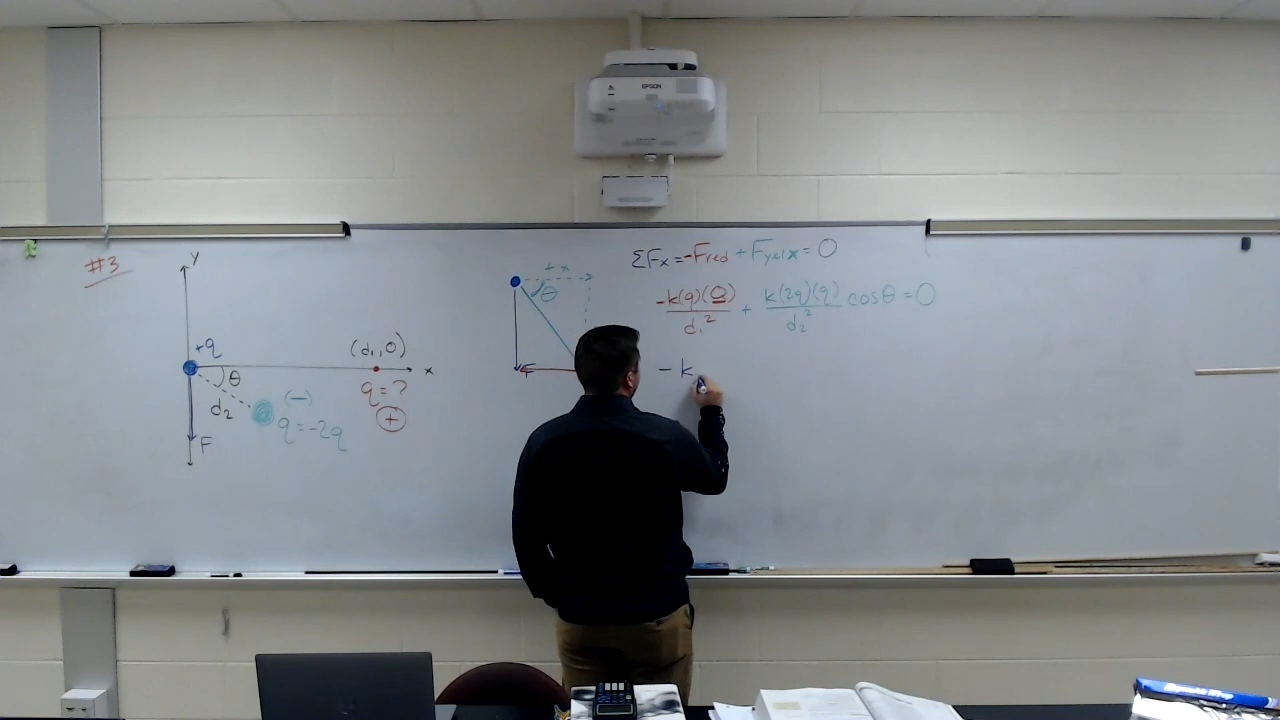 EPSON
#3
y
+q
θ
d₂
(-)
q=-2q
F
(d₁,0)
x
q=?
+
+x
θ
F
ΣFx=-Fred+Fyelx=0
-k(q)(Q)/d₁² + k(2q)(q)/d₂² cosθ=0
-k